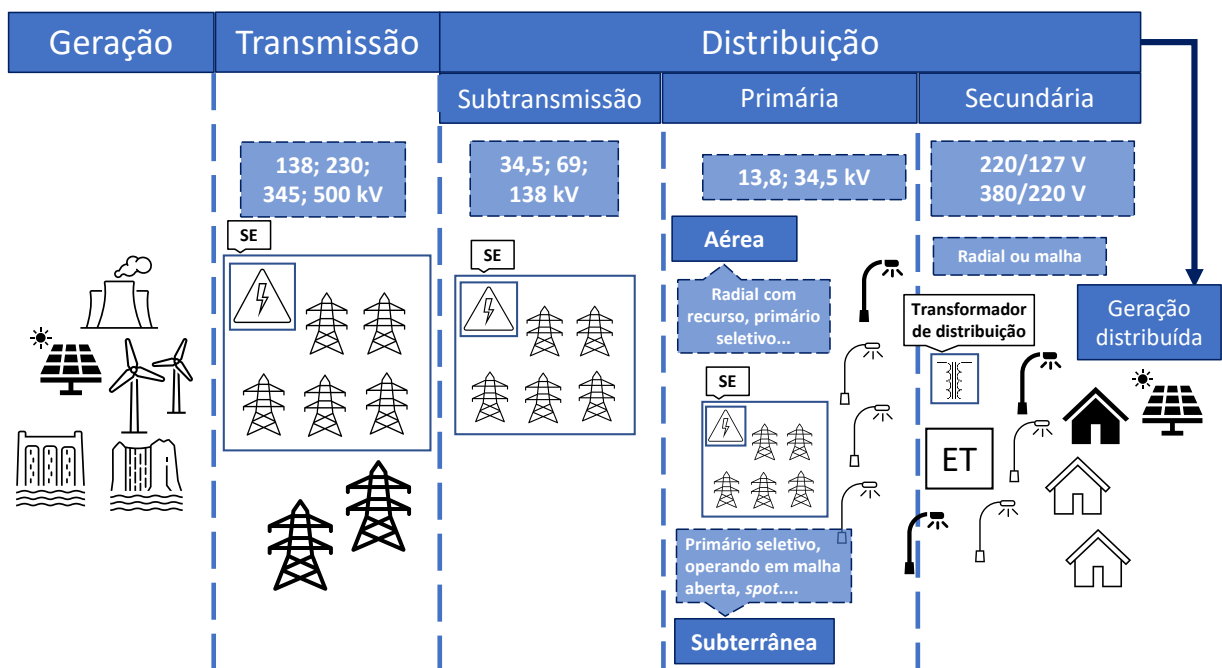 Geração
Transmissão
Distribuição
Subtransmissão
Primária
Secundária
138; 230;
345; 500 kV
34,5; 69;
138 kV
13,8; 34,5 kV
220/127 V
380/220 V
SE
SE
Aérea
Radial com
recurso, primário
seletivo...
SE
Primário seletivo,
operando em malha
aberta, spot....
Subterrânea
Radial ou malha
Transformador
de distribuição
ET
Geração
distribuída